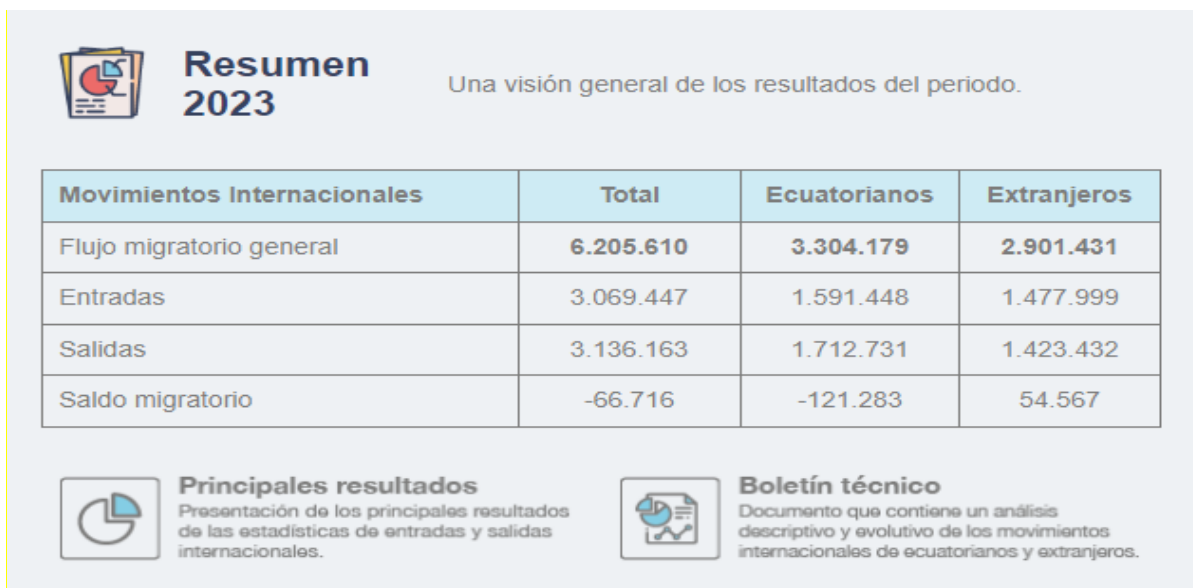 Resumen
2023
Una visión general de los resultados del periodo.
Movimientos Internacionales Total Ecuatorianos Extranjeros
Flujo migratorio general 6.205.610 3.304.179 2.901.431
Entradas 3.069.447 1.591.448 1.477.999
Salidas 3.136.163 1.712.731 1.423.432
Saldo migratorio -66.716 -121.283 54.567
Principales resultados
Presentación de los principales resultados
de las estadísticas de entradas y salidas
internacionales.
Boletín técnico
Documento que contiene un análisis
descriptivo y evolutivo de los movimientos
internacionales de ecuatorianos y extranjeros.